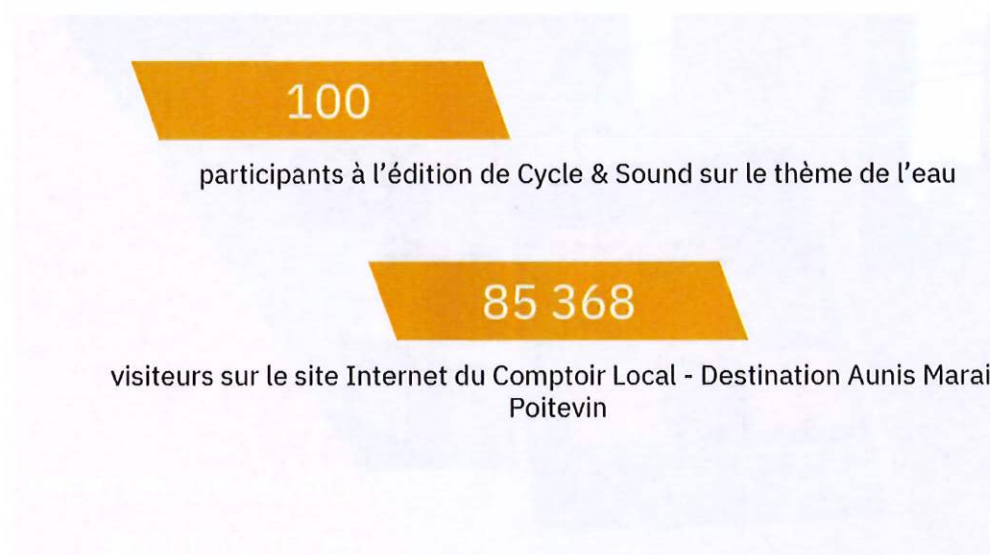 100
participants à l'édition de Cycle & Sound sur le thème de l'eau
85 368
visiteurs sur le site Internet du Comptoir Local - Destination Aunis Marai
Poitevin